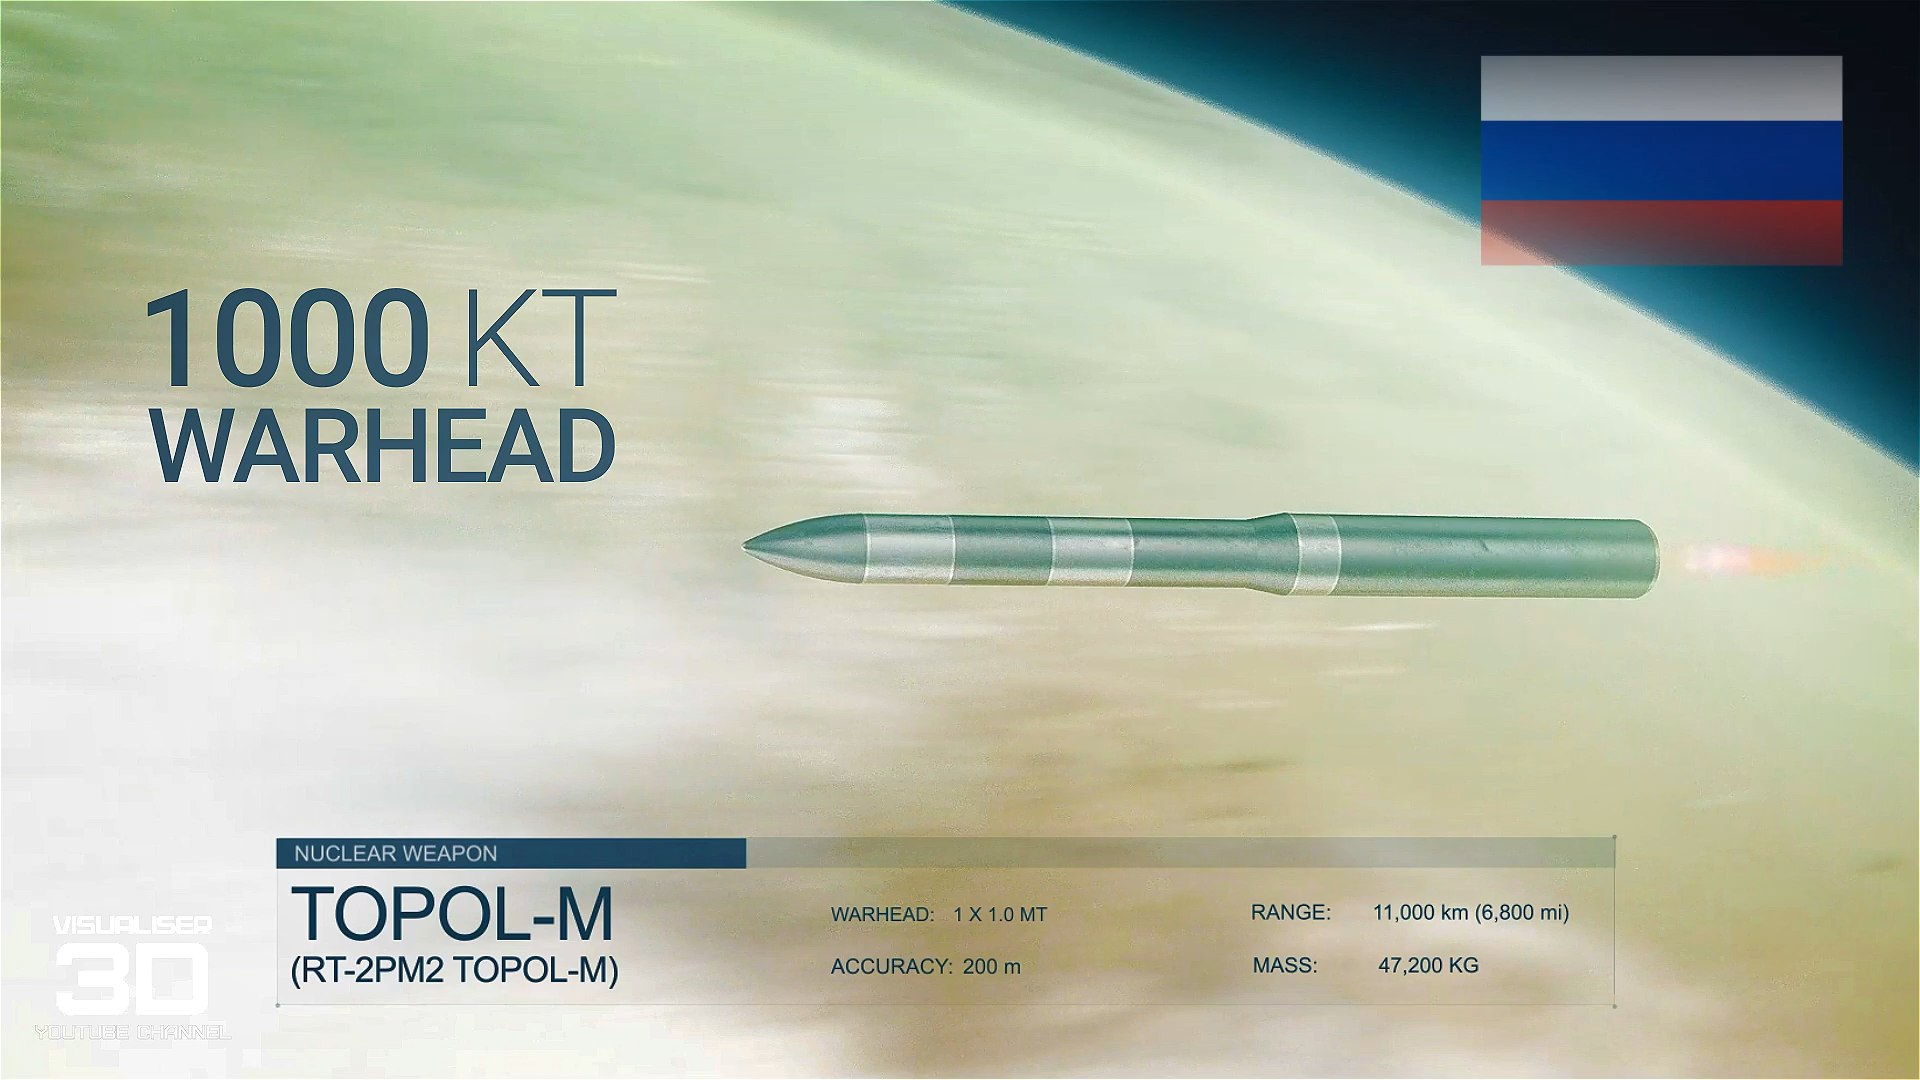 1000 KT
WARHEAD
NUCLEAR WEAPON
TOPOL-M
(RT-2PM2 TOPOL-M)
WARHEAD: 1 X 1.0 MT
ACCURACY: 200 m
RANGE: 11,000 km (6,800 mi)
MASS: 47,200 KG
VISUALISER
3D
YOUTUBE CHANNEL